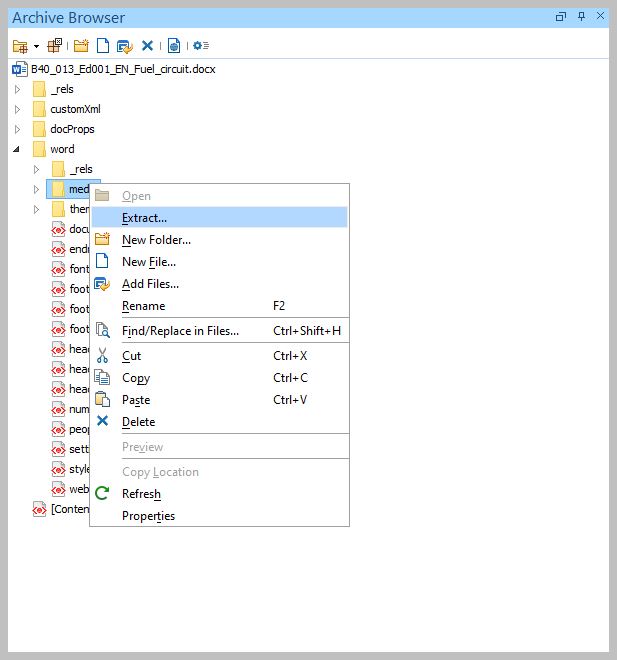 Archive Browser
B40_013_Ed001_EN_Fuel_circuit.docx
_rels
customXml
docProps
word
_rels
med
Open
ther
Extract...
docu
New Folder...
endn
New File...
font
Add Files...
foot
Rename F2
foot
foot
Find/Replace in Files... Ctrl+Shift+H
head
Cut Ctrl+X
head
Copy Ctrl+C
head
Paste Ctrl+V
num
Delete
peop
Preview
setti
style
Copy Location
web
Refresh
[Conten
Properties